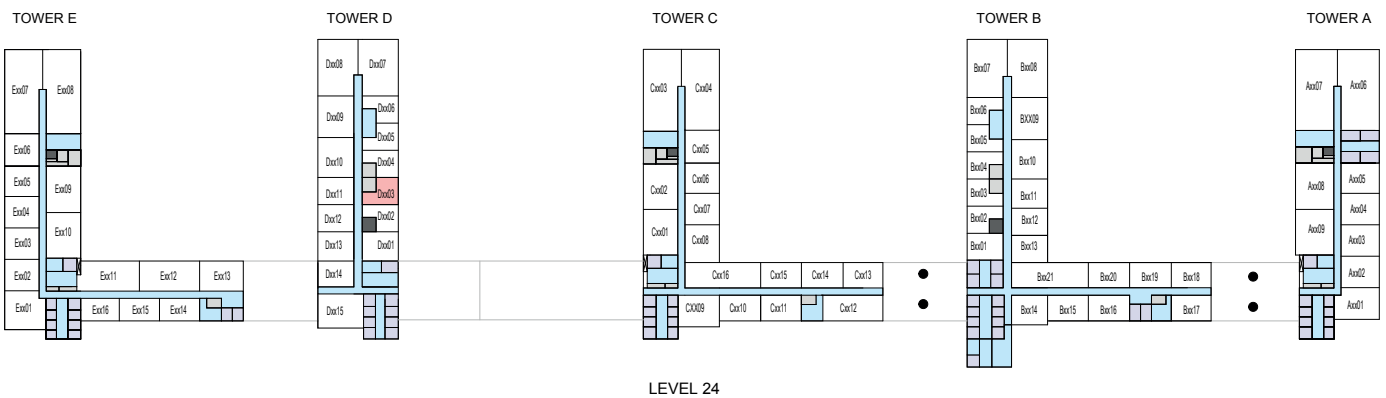 TOWER E
TOWER D
TOWER C
TOWER B
TOWER A
Exx07
Exx08
Exx06
Exx05
Exx09
Exx04
Exx03
Exx10
Exx02
Exx11
Exx12
Exx13
Exx01
Exx16
Exx15
Exx14
Dxx08
Dxx07
Dxx09
Dxx06
Dxx05
Dxx10
Dxx04
Dxx11
Dxx03
Dxx12
Dxx02
Dxx13
Dxx01
Dxx14
Dxx15
Cxx03
Cxx04
Cxx05
Cxx02
Cxx06
Cxx07
Cxx01
Cxx08
Cxx16
Cxx15
Cxx14
Cxx13
CXX09
Cxx10
Cxx11
Cxx12
Bxx07
Bxx08
Bxx06
BXX09
Bxx05
Bxx04
Bxx10
Bxx03
Bxx11
Bxx02
Bxx12
Bxx01
Bxx13
Bxx21
Bxx20
Bxx19
Bxx18
Bxx14
Bxx15
Bxx16
Bxx17
Axx07
Axx06
Axx08
Axx05
Axx04
Axx09
Axx03
Axx02
Axx01
LEVEL 24